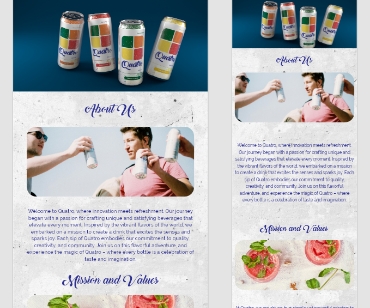 Quatro
Quatro
Quatro
Quatro
About Us
Welcome to Quatro, where innovation meets refreshment. Our journey
began with a passion for crafting unique and satisfying beverages that
elevate every moment. Inspired by the vibrant flavors of the world, we
embarked on a mission to create a drink that excites the senses and
sparks joy. Each sip of Quatro embodies our commitment to quality,
creativity, and community. Join us on this flavorful adventure, and
experience the magic of Quatro – where every bottle is a celebration of
taste and imagination.
Mission and Values
Quatro
Quatro
Quatro
Quatro
About Us
Welcome to Quatro, where innovation meets refreshment.
Our journey began with a passion for crafting unique and
satisfying beverages that elevate every moment. Inspired by
the vibrant flavors of the world, we embarked on a mission
to create a drink that excites the senses and sparks joy. Each
sip of Quatro embodies our commitment to quality,
creativity, and community. Join us on this flavorful
adventure, and experience the magic of Quatro – where
every bottle is a celebration of taste and imagination.
Mission and Values